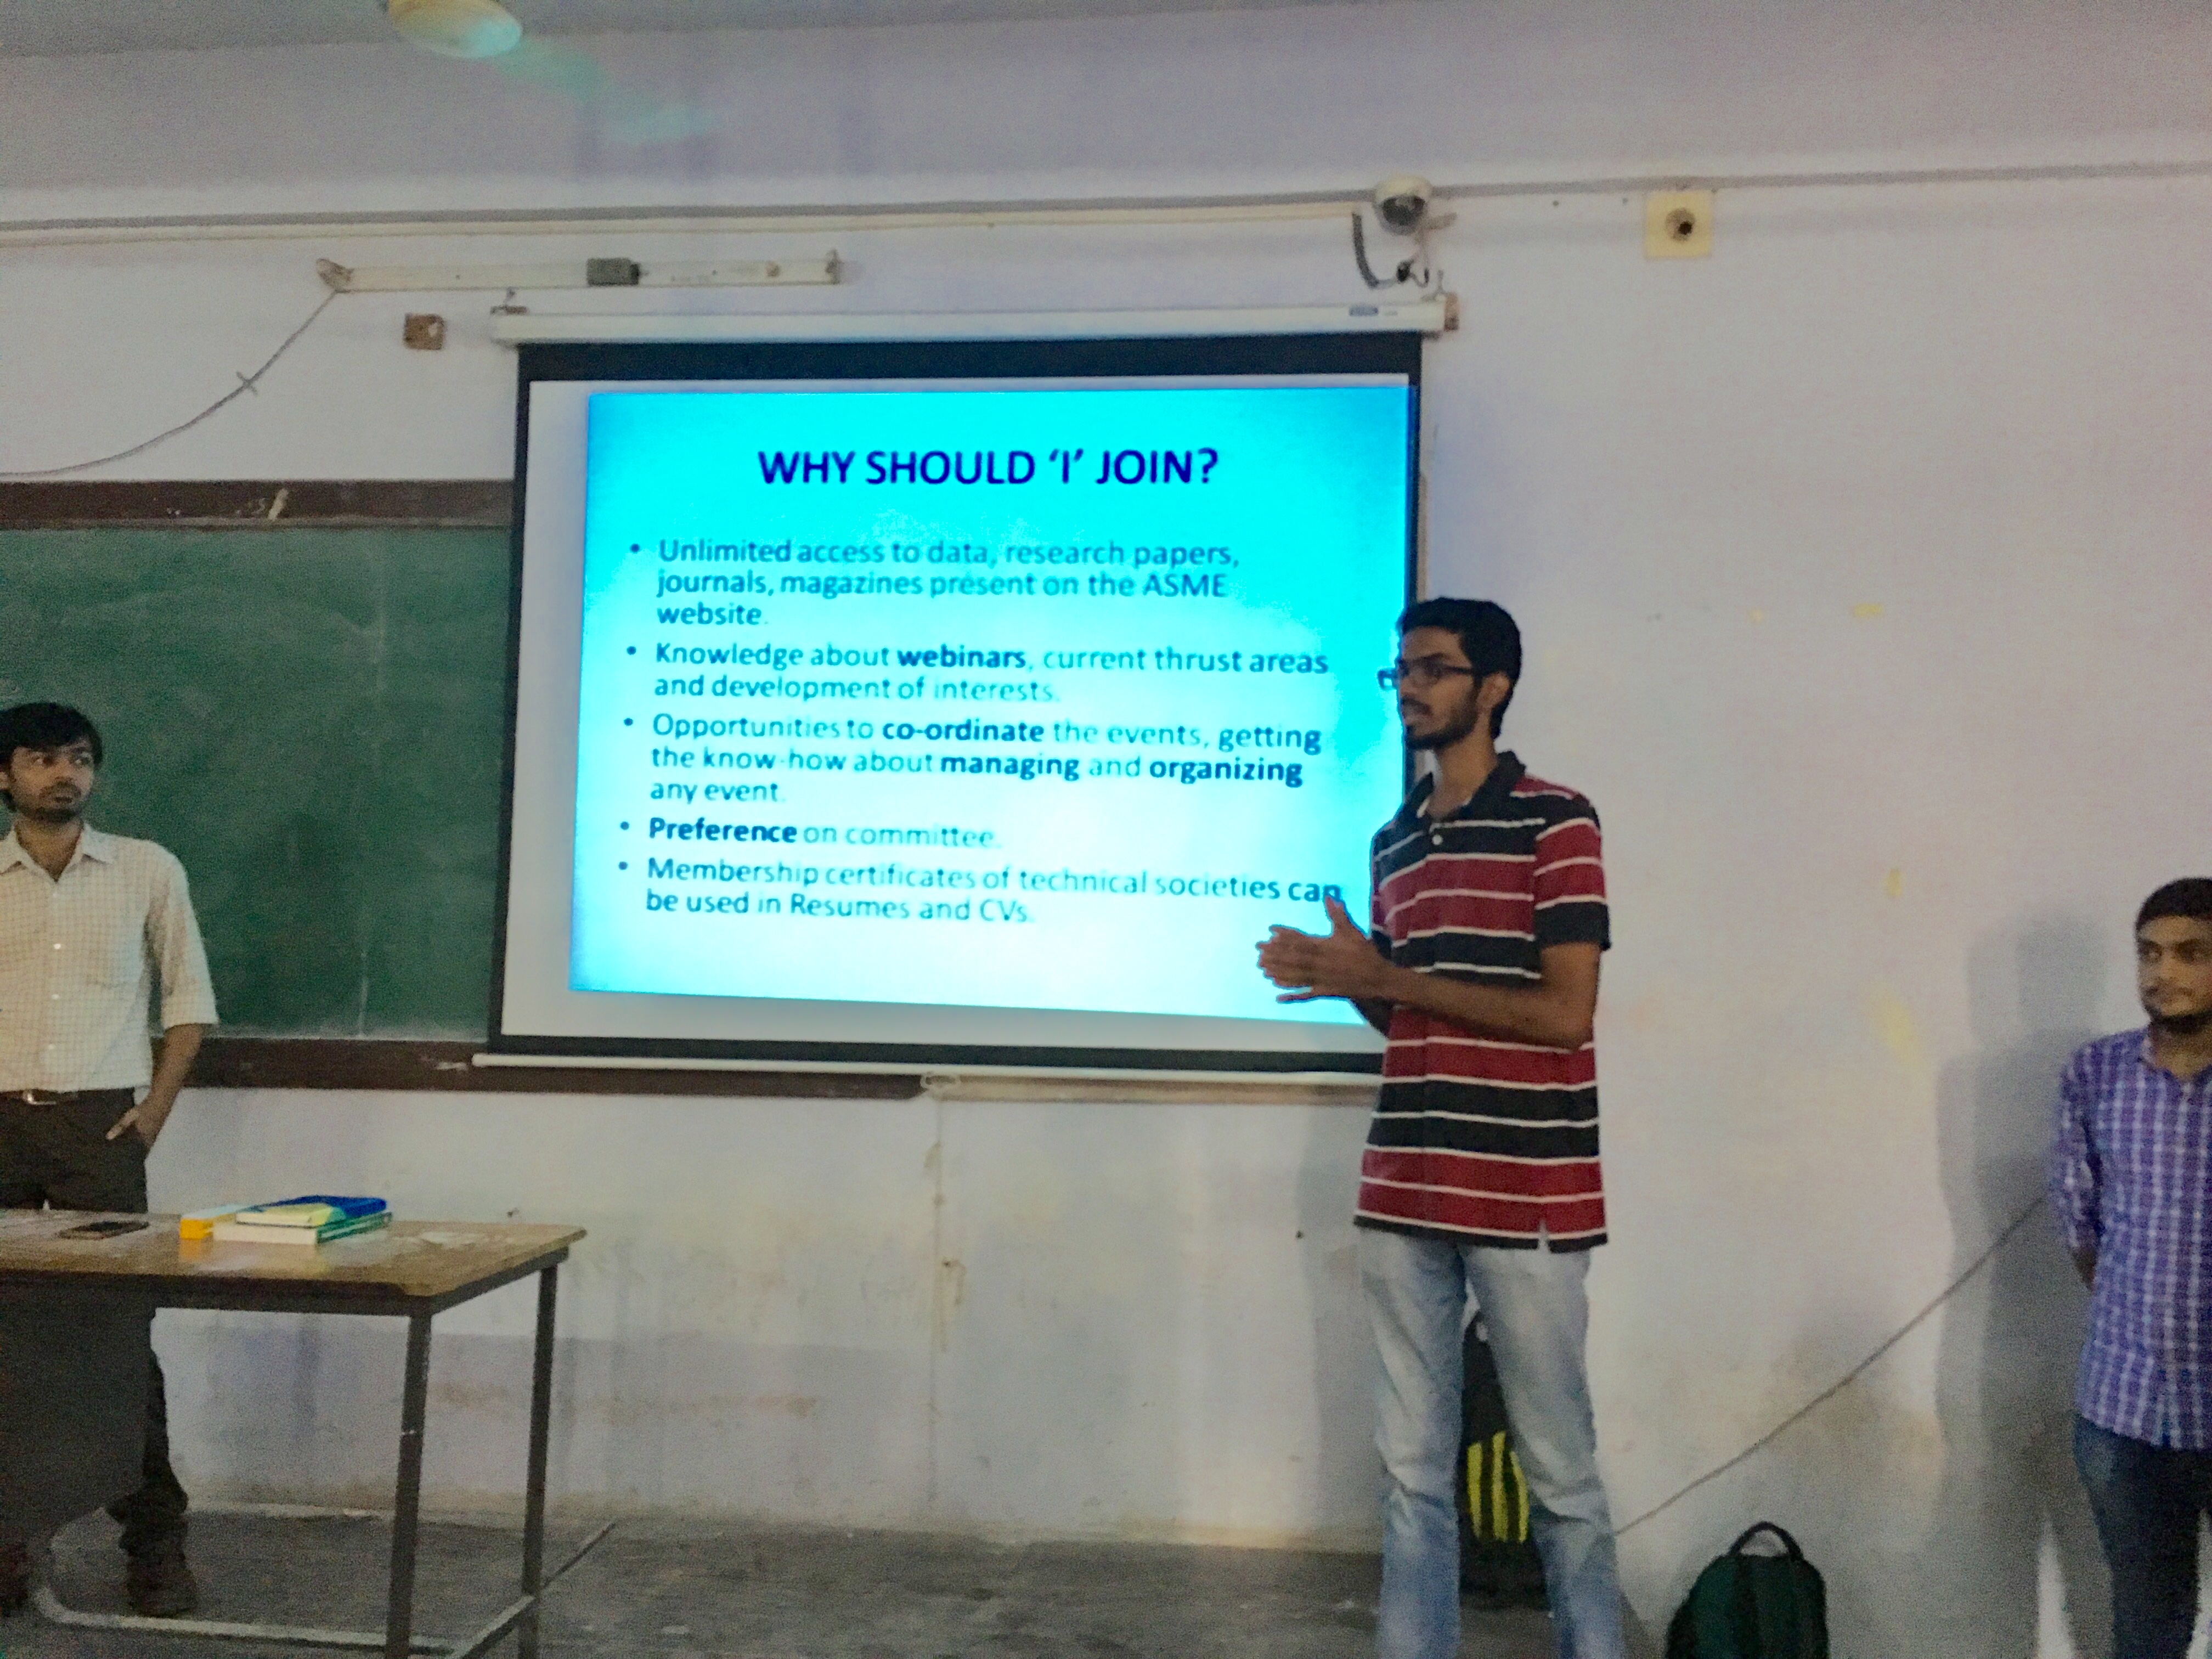 WHY SHOULD ‘I’ JOIN?
• Unlimited access to data, research papers,
journals, magazines present on the ASME
website.
• Knowledge about webinars, current thrust areas
and development of interests.
• Opportunities to co-ordinate the events, getting
the know-how about managing and organizing
any event.
• Preference on committee.
• Membership certificates of technical societies can
be used in Resumes and CVs.